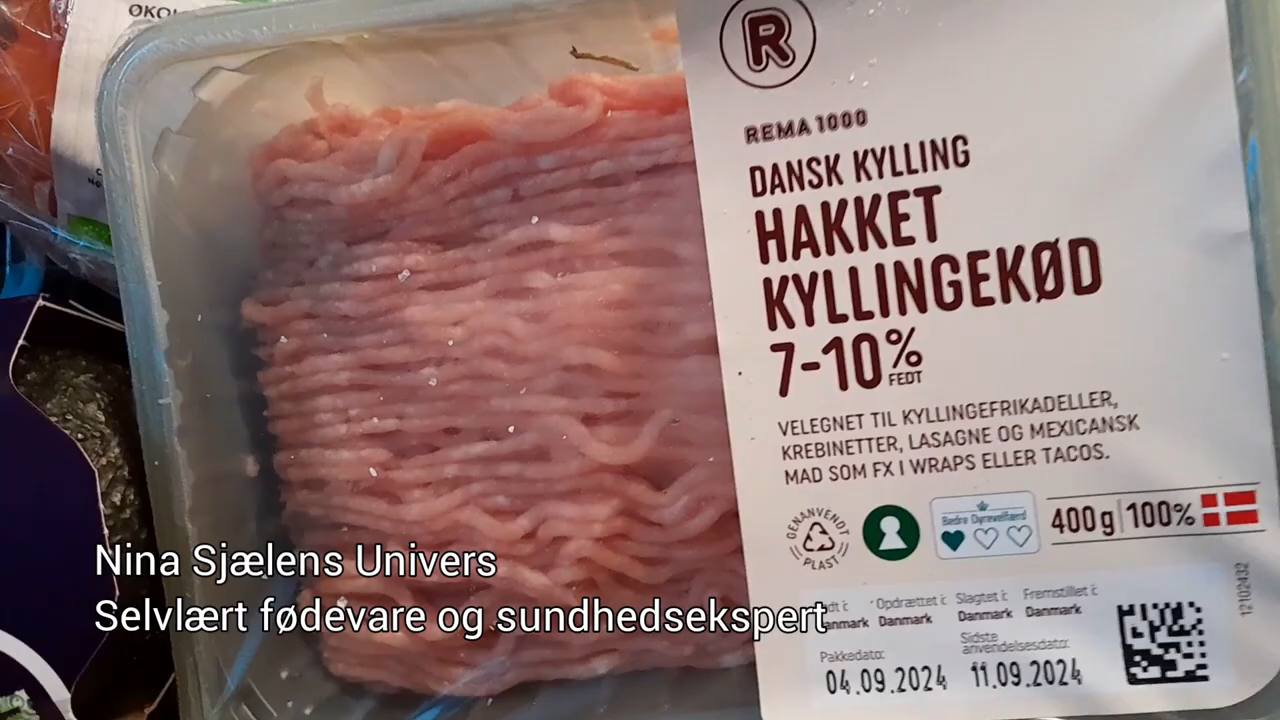 ØKO
R
REMA 1000
DANSK KYLLING
HAKKET
KYLLINGEKØD
7-10%
FEDT
VELEGNET TIL KYLLINGEFRIKADELLER,
KREBINETTER, LASAGNE OG MEXICANSK
MAD SOM FX I WRAPS ELLER TACOS.
GENANVENDT
PLAST
Bedre Dyrevelfærd
400g 100%
Opdrættet i: Slagtet i: Fremstillet i:
Danmark Danmark Danmark
Pakkedato: Sidste
anvendelsesdato:
04.09.2024 11.09.2024
12102432
Nina Sjælens Univers
Selvlært fødevare og sundhedsekspert